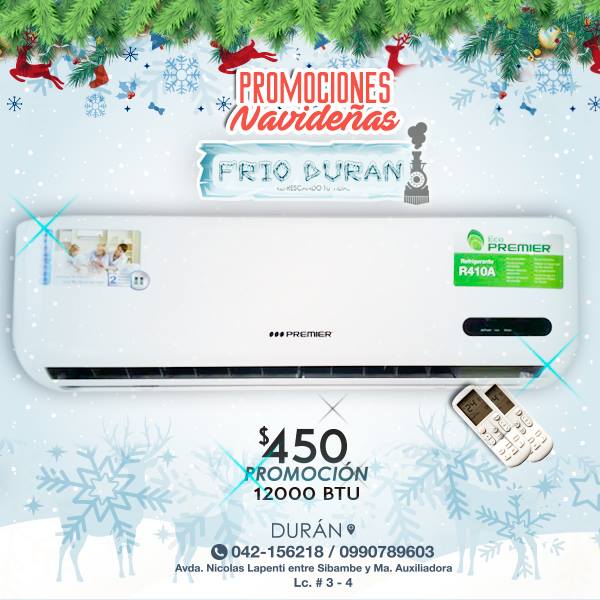 PROMOCIONES
Navideñas
FRIO DURAN
Eco
PREMIER
Refrigerante
R410A
PREMIER
$450
PROMOCIÓN
12000 BTU
DURÁN
042-156218 / 0990789603
Avda. Nicolas Lapenti entre Sibambe y Ma. Auxiliadora
Lc. # 3 - 4